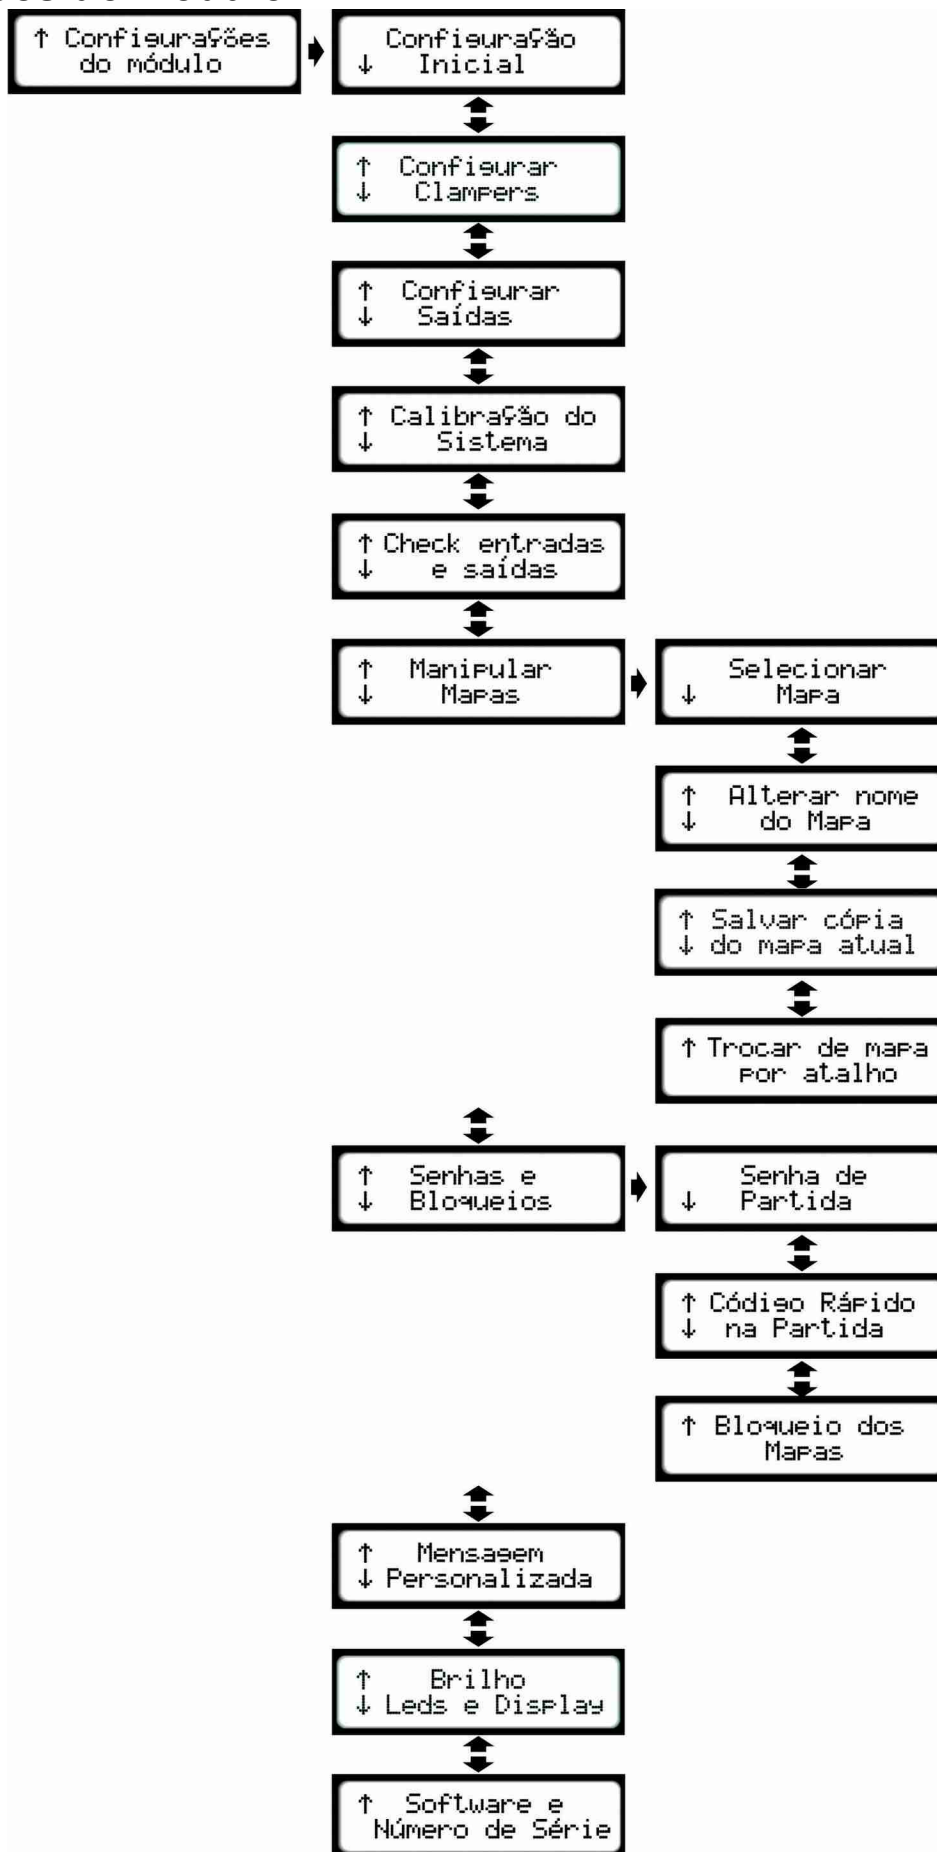 ↑ Configurações
do módulo
Configuração
↓ Inicial
↑ Configurar
↓ Clampers
↑ Configurar
↓ Saídas
↑ Calibração do
↓ Sistema
↑ Check entradas
↓ e saídas
↑ Manipular
↓ Mapas
Selecionar
↓ Mapa
↑ Alterar nome
↓ do Mapa
↑ Salvar cópia
↓ do mapa atual
↑ Trocar de mapa
por atalho
↑ Senhas e
↓ Bloqueios
Senha de
↓ Partida
↑ Código Rápido
↓ na Partida
↑ Bloqueio dos
Mapas
↑ Mensagem
↓ Personalizada
↑ Brilho
↓ Leds e Display
↑ Software e
Número de Série